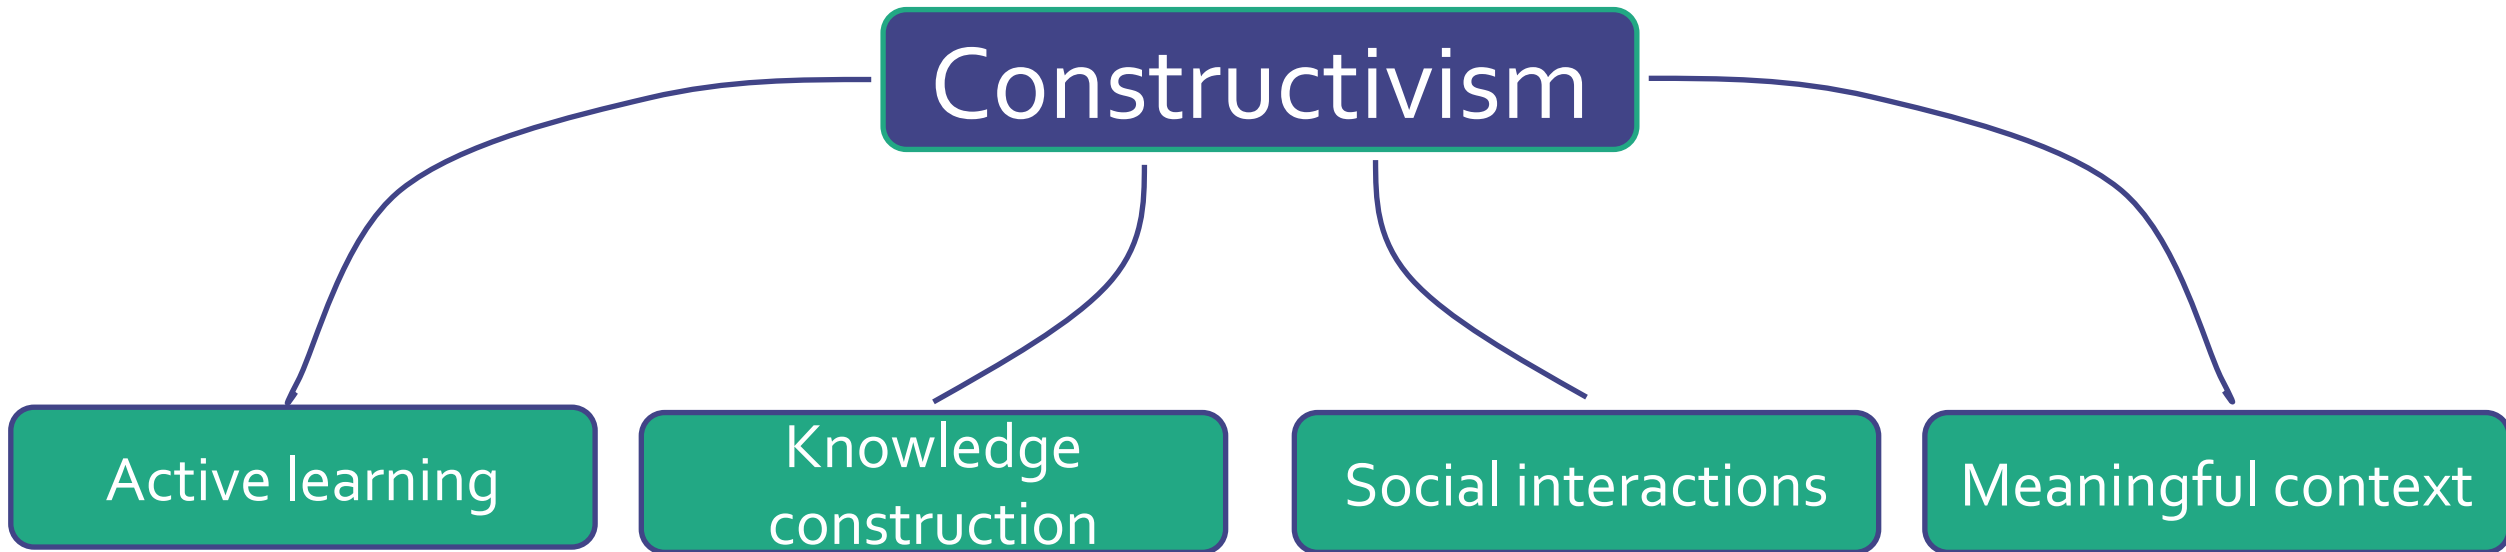 Constructivism
Active learning
Knowledge
construction
Social interactions
Meaningful context